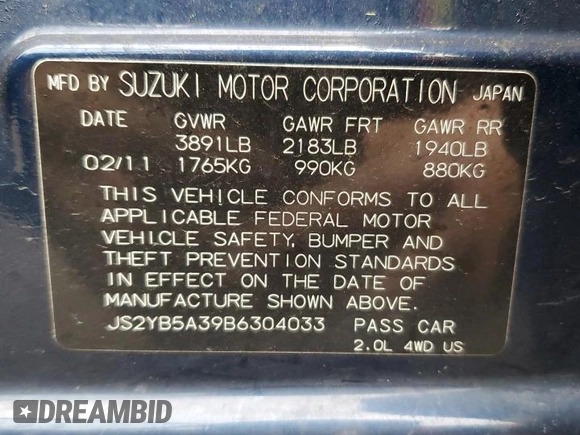 MFD BY SUZUKI MOTOR CORPORATION JAPAN
DATE GVWR GAWR FRT GAWR RR
3891LB 2183LB 1940LB
02/11 1765KG 990KG 880KG
THIS VEHICLE CONFORMS TO ALL
APPLICABLE FEDERAL MOTOR
VEHICLE SAFETY, BUMPER AND
THEFT PREVENTION STANDARDS
IN EFFECT ON THE DATE OF
MANUFACTURE SHOWN ABOVE.
JS2YB5A39B6304033 PASS CAR
2.0L 4WD US
DREAMBID